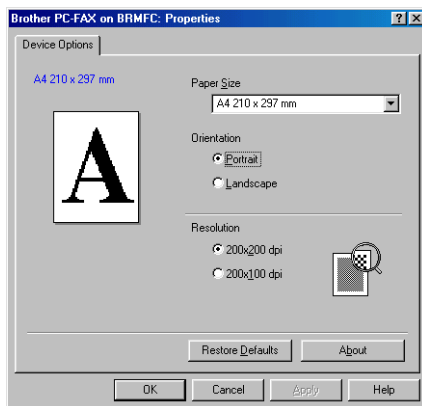 Brother PC-FAX on BRMFC: Properties
Device Options
A4 210 x 297 mm
A
Paper Size
A4 210 x 297 mm
Orientation
Portrait
Landscape
Resolution
200x200 dpi
200x100 dpi
Restore Defaults
About
OK
Cancel
Apply
Help